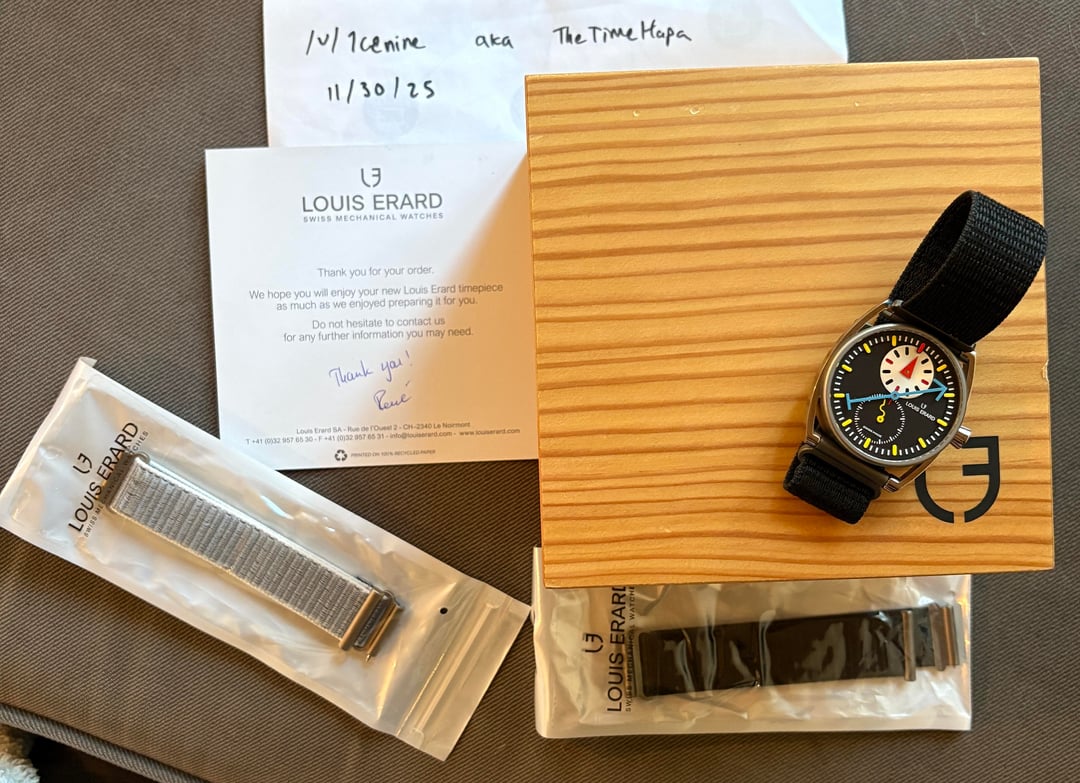 /u/1cenine aka TheTimeHapa
11/30/25
LOUIS ERARD
SWISS MECHANICAL WATCHES
Thank you for your order.
We hope you will enjoy your new Louis Erard timepiece
as much as we enjoyed preparing it for you.
Do not hesitate to contact us
for any further information you may need.
Thank you!
René
Louis Erard SA - Rue de l'Ouest 2 - CH-2340 Le Noirmont
T +41 (0)32 957 65 30 - F +41 (0)32 957 65 31 - info@louiserard.com - www.louiserard.com
PRINTED ON 100% RECYCLED PAPER
LOUIS ERARD
LOUIS ERARD
SWISS ME
LOUIS ERARD
SWISS MECHANICAL WATCHE